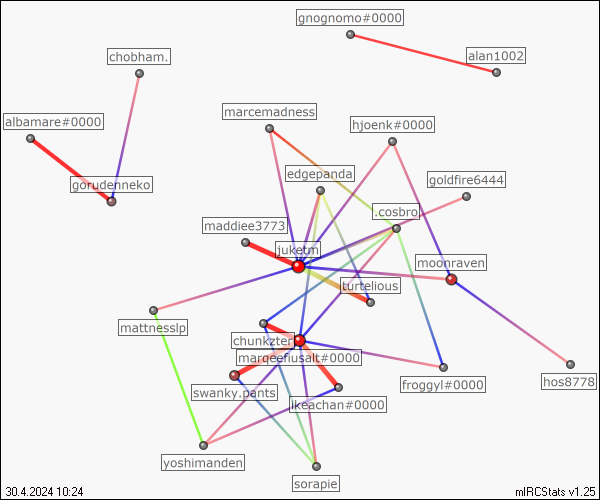 gnognomo#0000
alan1002
chobham.
marcemadness
albamare#0000
hjoenk#0000
edgepanda
gorudenneko
goldfire6444
.cosbro
maddiee3773
juketm
moonraven
turtelious
mattnesslp
chunkzter
marqeefiusalt#0000
swanky.pants
froggyl#0000
hos8778
ikeachan#0000
yoshimanden
sorapie
30.4.2024 10:24
mIRCStats v1.25